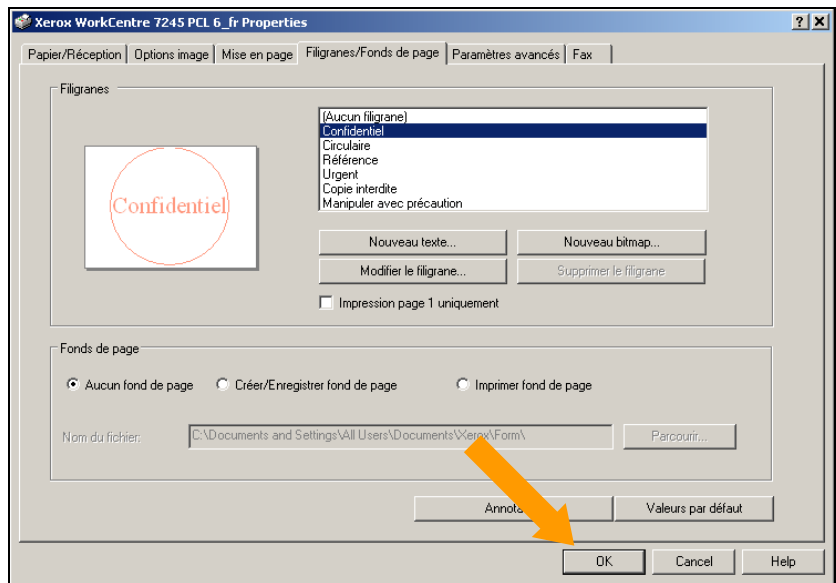 Xerox WorkCentre 7245 PCL 6_fr Properties
Papier/Réception Options image Mise en page Filigranes/Fonds de page Paramètres avancés Fax
Filigranes
(Aucun filigrane)
Confidentiel
Circulaire
Référence
Urgent
Copie interdite
Manipuler avec précaution
Confidentiel
Nouveau texte... Nouveau bitmap...
Modifier le filigrane... Supprimer le filigrane
Impression page 1 uniquement
Fonds de page
Aucun fond de page Créer/Enregistrer fond de page Imprimer fond de page
Nom du fichier: C:\Documents and Settings\All Users\Documents\Xerox\Form\ Parcourir...
Valeurs par défaut
OK Cancel Help